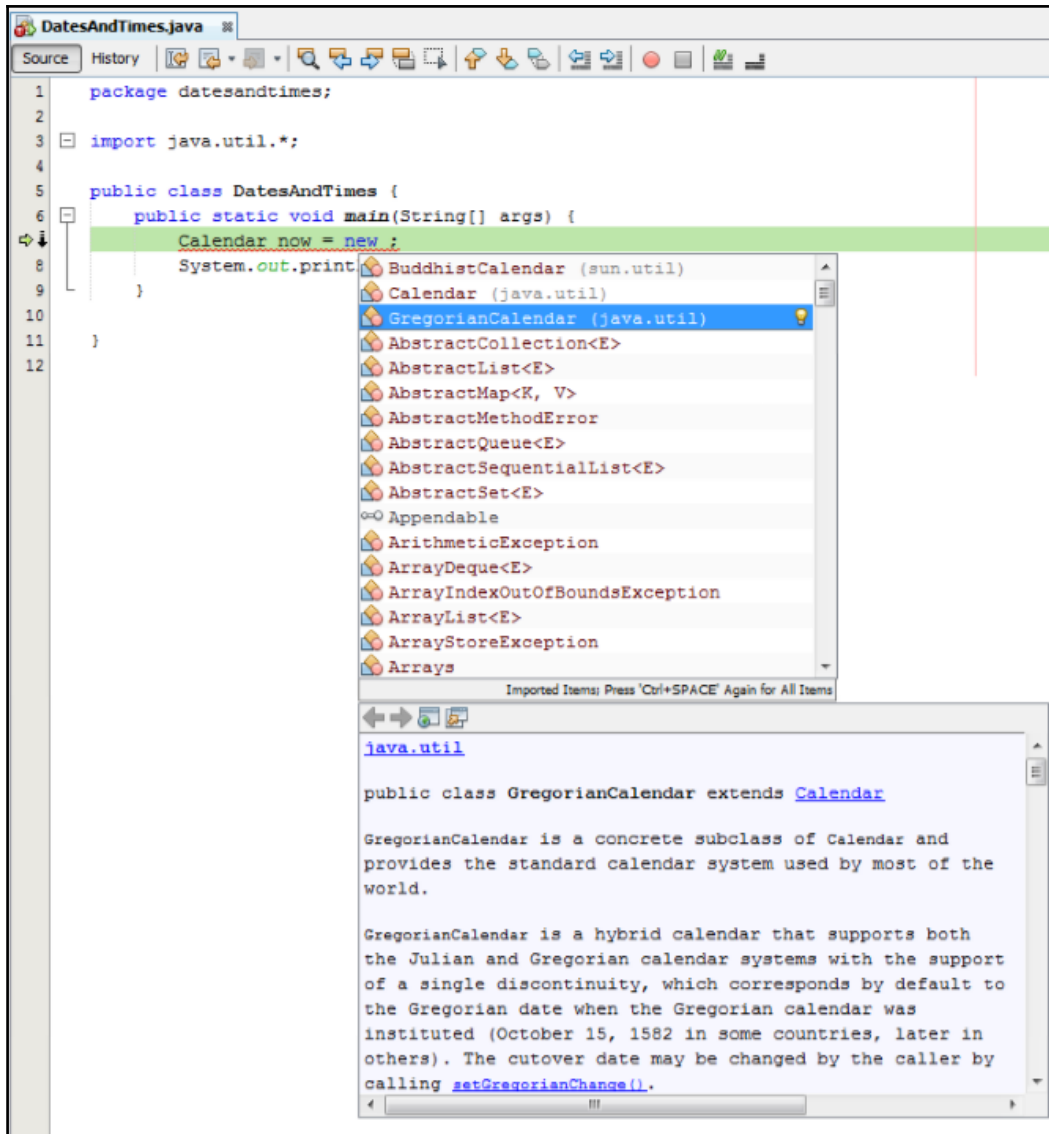 DatesAndTimes.java
Source History
1 package datesandtimes;
2
3 import java.util.*;
4
5 public class DatesAndTimes {
6 public static void main(String[] args) {
Calendar now = new ;
8 System.out.print
9 }
10
11 }
12
BuddhistCalendar (sun.util)
Calendar (java.util)
GregorianCalendar (java.util)
AbstractCollection<E>
AbstractList<E>
AbstractMap<K, V>
AbstractMethodError
AbstractQueue<E>
AbstractSequentialList<E>
AbstractSet<E>
Appendable
ArithmeticException
ArrayDeque<E>
ArrayIndexOutOfBoundsException
ArrayList<E>
ArrayStoreException
Arrays
Imported Items; Press 'Ctrl+SPACE' Again for All Items
java.util
public class GregorianCalendar extends Calendar
GregorianCalendar is a concrete subclass of Calendar and
provides the standard calendar system used by most of the
world.
GregorianCalendar is a hybrid calendar that supports both
the Julian and Gregorian calendar systems with the support
of a single discontinuity, which corresponds by default to
the Gregorian date when the Gregorian calendar was
instituted (October 15, 1582 in some countries, later in
others). The cutover date may be changed by the caller by
calling setGregorianChange().